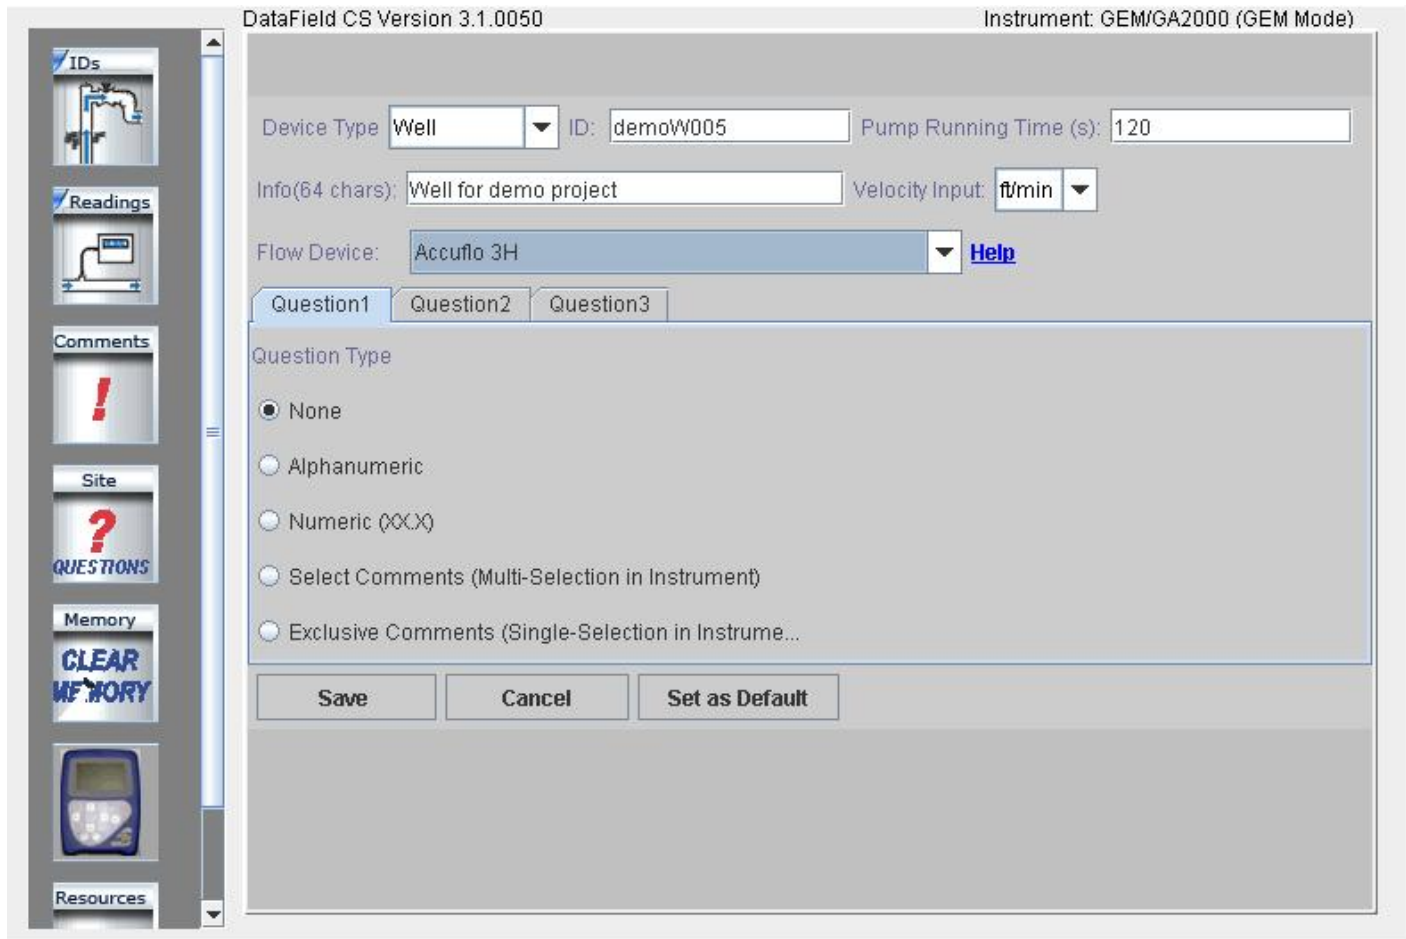 DataField CS Version 3.1.0050
Instrument: GEM/GA2000 (GEM Mode)
IDs
Readings
Comments
!
Site
?
QUESTIONS
Memory
CLEAR
MEMORY
Resources
Device Type Well ID: demoW005 Pump Running Time (s): 120
Info(64 chars): Well for demo project Velocity Input: ft/min
Flow Device: Accuflo 3H Help
Question1 Question2 Question3
Question Type
None
Alphanumeric
Numeric (XX.X)
Select Comments (Multi-Selection in Instrument)
Exclusive Comments (Single-Selection in Instrume...
Save Cancel Set as Default